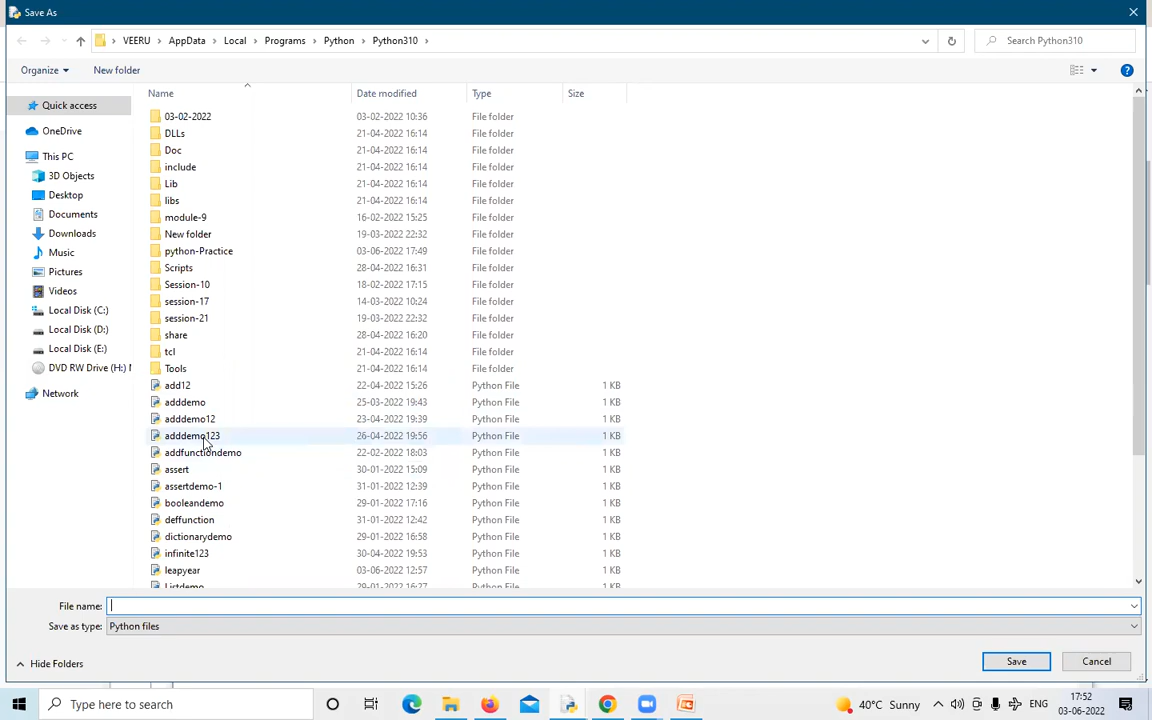 Save As
VEERU > AppData > Local > Programs > Python > Python310 >
Search Python310
Organize
New folder
Name Date modified Type Size
Quick access
OneDrive
This PC
3D Objects
Desktop
Documents
Downloads
Music
Pictures
Videos
Local Disk (C:)
Local Disk (D:)
Local Disk (E:)
DVD RW Drive (H:)
Network
03-02-2022 03-02-2022 10:36 File folder
DLLs 21-04-2022 16:14 File folder
Doc 21-04-2022 16:14 File folder
include 21-04-2022 16:14 File folder
Lib 21-04-2022 16:14 File folder
libs 21-04-2022 16:14 File folder
module-9 16-02-2022 15:25 File folder
New folder 19-03-2022 22:32 File folder
python-Practice 03-06-2022 17:49 File folder
Scripts 28-04-2022 16:31 File folder
Session-10 18-02-2022 17:15 File folder
session-17 14-03-2022 10:24 File folder
session-21 19-03-2022 22:32 File folder
share 28-04-2022 16:20 File folder
tcl 21-04-2022 16:14 File folder
Tools 21-04-2022 16:14 File folder
add12 22-04-2022 15:26 Python File 1 KB
adddemo 25-03-2022 19:43 Python File 1 KB
adddemo12 23-04-2022 19:39 Python File 1 KB
adddemo123 26-04-2022 19:56 Python File 1 KB
addfunctiondemo 22-02-2022 18:03 Python File 1 KB
assert 30-01-2022 15:09 Python File 1 KB
assertdemo-1 31-01-2022 12:39 Python File 1 KB
booleandemo 29-01-2022 17:16 Python File 1 KB
deffunction 31-01-2022 12:42 Python File 1 KB
dictionarydemo 29-01-2022 16:58 Python File 1 KB
infinite123 30-04-2022 19:53 Python File 1 KB
leapyear 03-06-2022 12:57 Python File 1 KB
Listdemo 29-01-2022 16:27 Python File 1 KB
File name:
Save as type: Python files
Hide Folders
Save
Cancel
Type here to search
40°C Sunny
ENG
17:52
03-06-2022